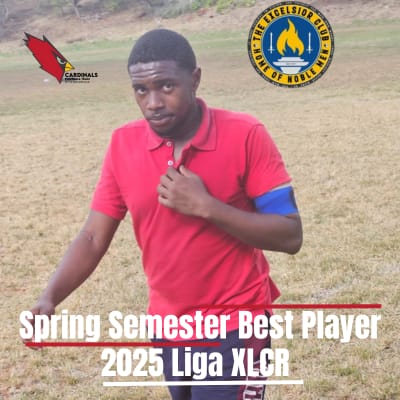 CARDINALS
THE EXCELSIOR CLUB
HOME OF NOBLE MEN
Spring Semester Best Player
2025 Liga XLCR